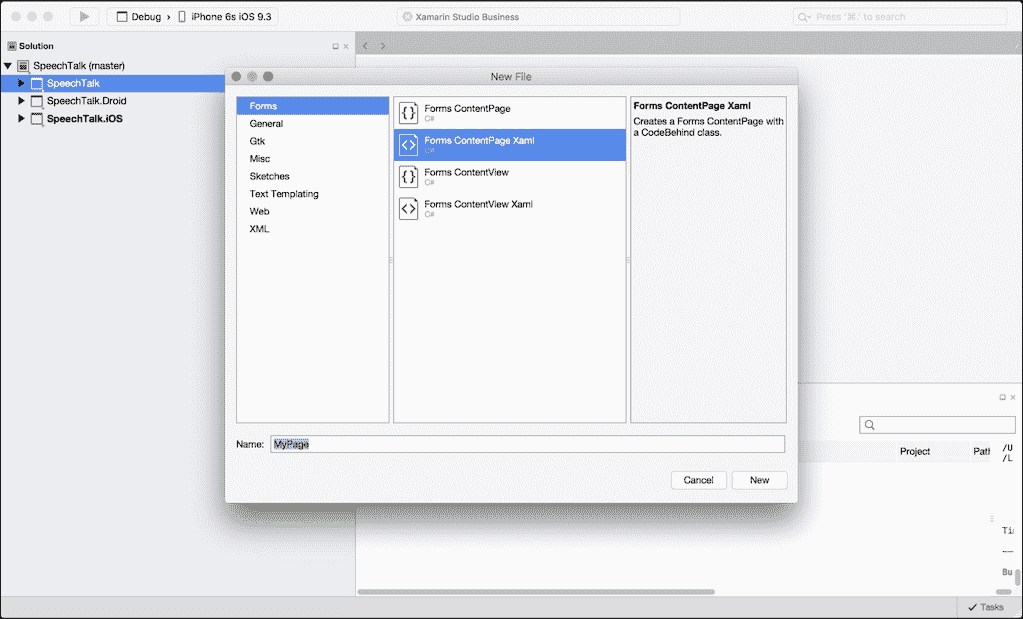 Debug › iPhone 6s iOS 9.3
Xamarin Studio Business
Press '⌘.' to search
Solution
SpeechTalk (master)
SpeechTalk
SpeechTalk.Droid
SpeechTalk.iOS
New File
Forms
General
Gtk
Misc
Sketches
Text Templating
Web
XML
Forms ContentPage
C#
Forms ContentPage Xaml
C#
Forms ContentView
C#
Forms ContentView Xaml
C#
Forms ContentPage Xaml
Creates a Forms ContentPage with
a CodeBehind class.
Name: MyPage
Cancel New
Project Path
/U
/L
Bu
Tasks